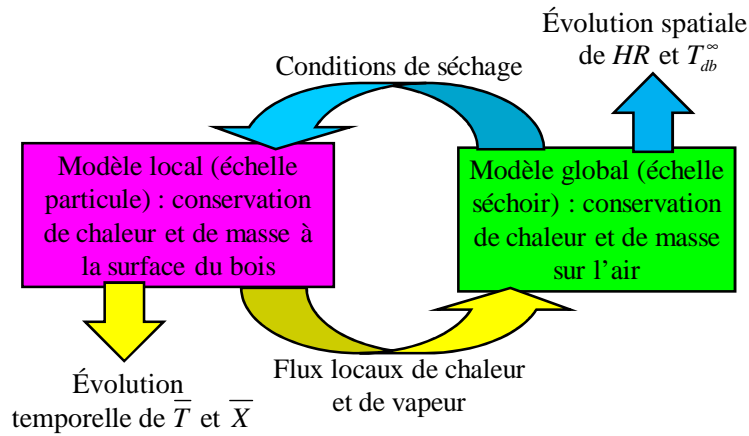 Évolution spatiale
de HR et T_{db}^{∞}
Conditions de séchage
Modèle local (échelle
particule) : conservation
de chaleur et de masse à
la surface du bois
Modèle global (échelle
séchoir) : conservation
de chaleur et de masse
sur l'air
Flux locaux de chaleur
et de vapeur
Évolution
temporelle de T̅ et X̅